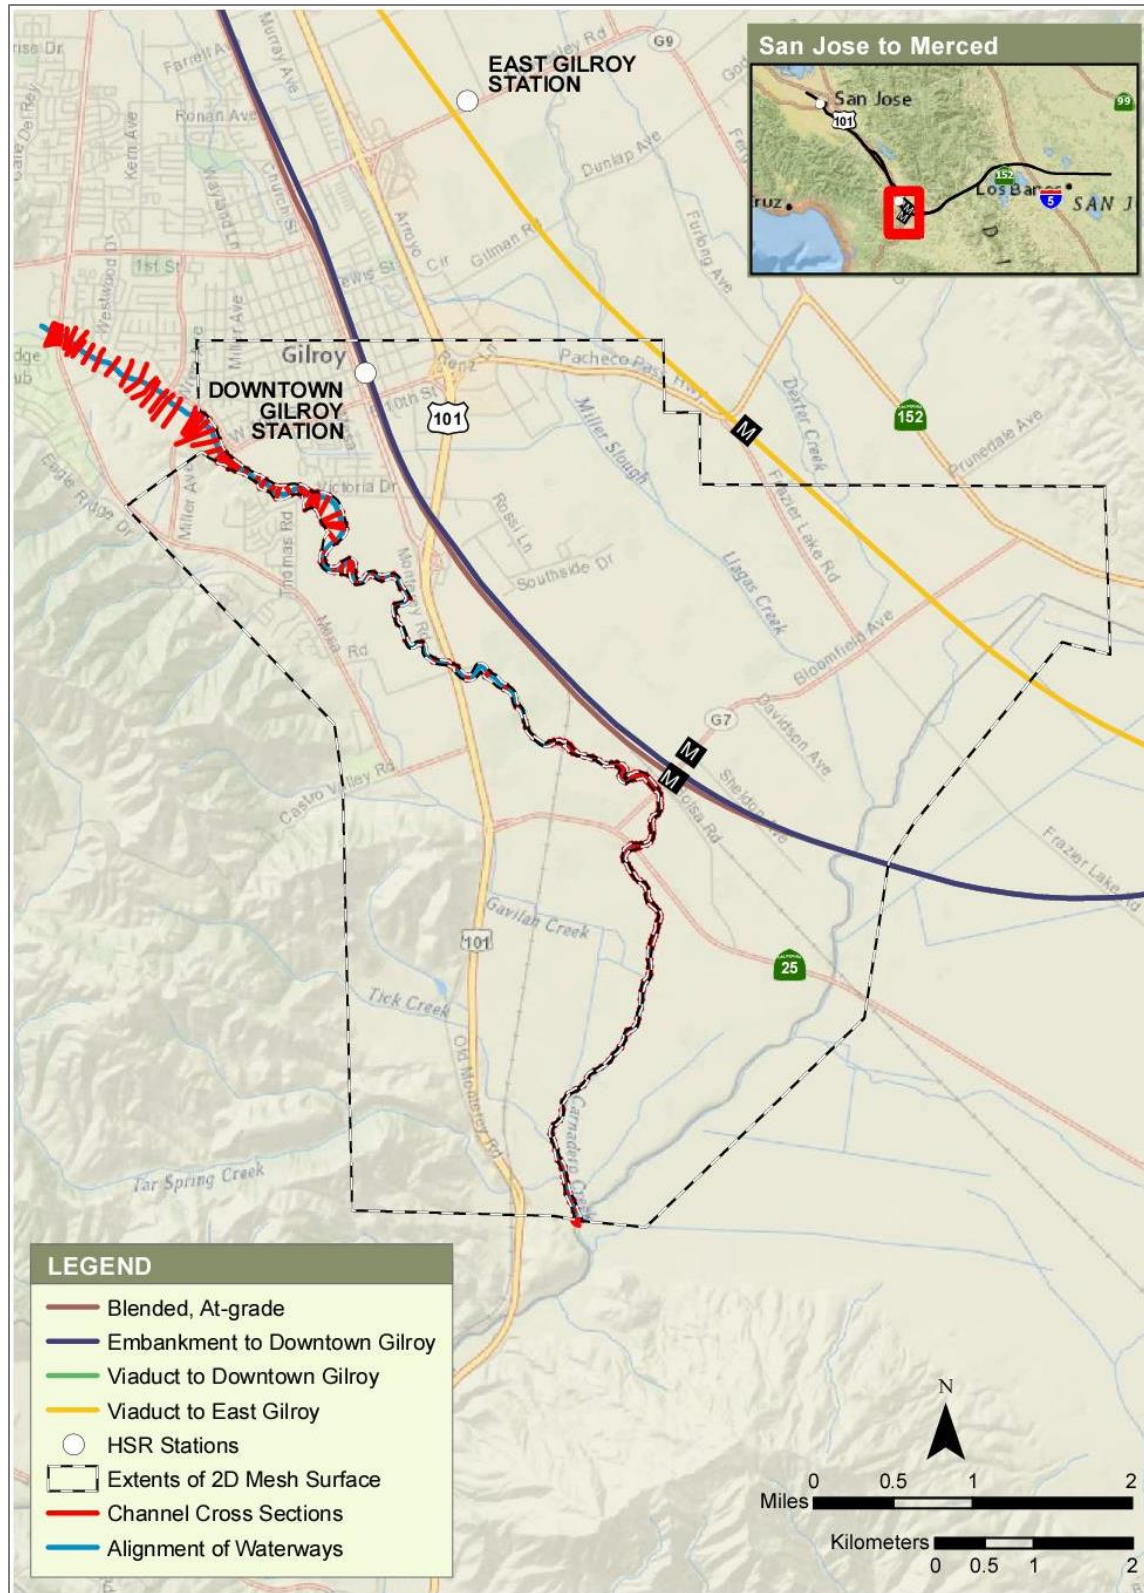 San Jose to Merced
San Jose
101
99
152
Los Banos
5
SAN J
ruz
EAST GILROY
STATION
G9
Farrell Av
Murray Ave
Ronan Ave
Kern Ave
Wayland Ln
Church St
Dunlap Ave
Arroyo
Cir
Gilman Rd
Furlong Ave
Westwood Dr
1st St
Lewis St
Gilroy
Renz Ln
Pacheco Pass Hwy
DOWNTOWN
GILROY
STATION
10th St
101
Miller Slough
Dexter Creek
152
M
Prunedale Ave
Eagle Ridge Dr
Miller Ave
Victoria Dr
Thomas Rd
Rossi Ln
Southside Dr
Frazier Lake Rd
Llagas Creek
Monterey Rd
Mesa Rd
Bloomfield Ave
G7
Davidson Ave
M
M
Sheldon Ave
Castro Valley Rd
Frazier Lake Rd
Gavilan Creek
101
25
Tick Creek
Old Monterey Rd
Carnadero Creek
Tar Spring Creek
LEGEND
Blended, At-grade
Embankment to Downtown Gilroy
Viaduct to Downtown Gilroy
Viaduct to East Gilroy
HSR Stations
Extents of 2D Mesh Surface
Channel Cross Sections
Alignment of Waterways
N
0 0.5 1 2
Miles
Kilometers
0 0.5 1 2